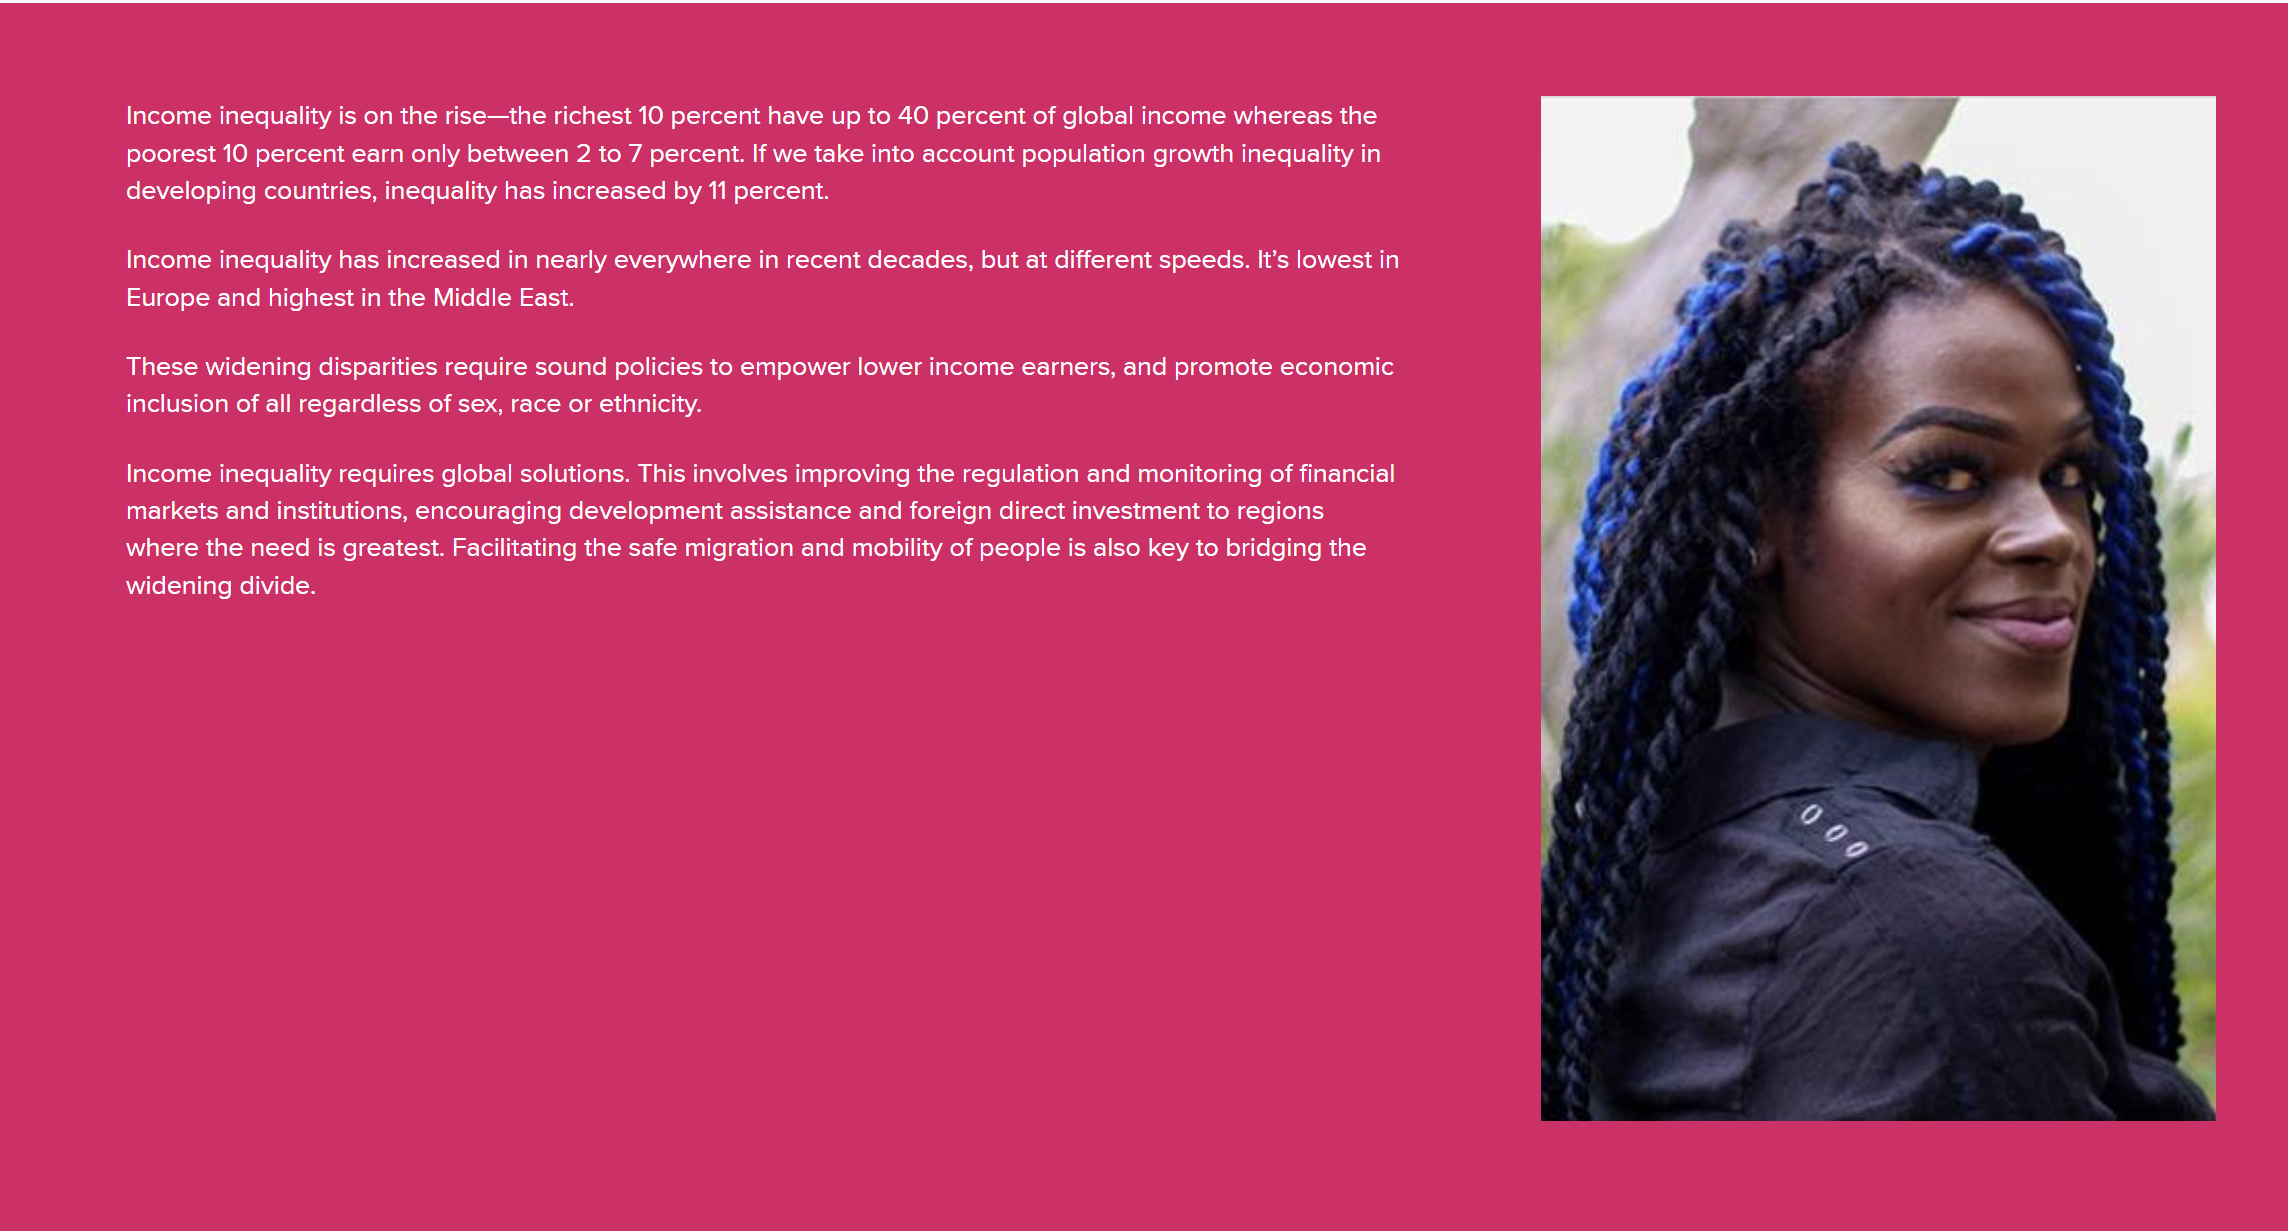 Income inequality is on the rise—the richest 10 percent have up to 40 percent of global income whereas the
poorest 10 percent earn only between 2 to 7 percent. If we take into account population growth inequality in
developing countries, inequality has increased by 11 percent.
Income inequality has increased in nearly everywhere in recent decades, but at different speeds. It’s lowest in
Europe and highest in the Middle East.
These widening disparities require sound policies to empower lower income earners, and promote economic
inclusion of all regardless of sex, race or ethnicity.
Income inequality requires global solutions. This involves improving the regulation and monitoring of financial
markets and institutions, encouraging development assistance and foreign direct investment to regions
where the need is greatest. Facilitating the safe migration and mobility of people is also key to bridging the
widening divide.